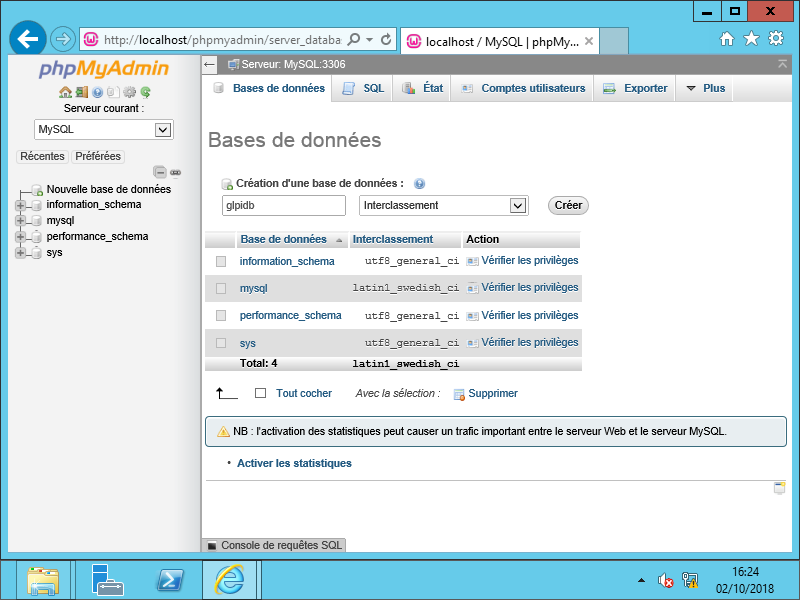 http://localhost/phpmyadmin/server_databa
localhost / MySQL | phpMy...
phpMyAdmin
Serveur courant :
MySQL
Récentes
Préférées
Nouvelle base de données
information_schema
mysql
performance_schema
sys
Serveur: MySQL:3306
Bases de données
SQL
État
Comptes utilisateurs
Exporter
Plus
Bases de données
Création d'une base de données :
glpidb
Interclassement
Créer
Base de données Interclassement Action
information_schema utf8_general_ci Vérifier les privilèges
mysql latin1_swedish_ci Vérifier les privilèges
performance_schema utf8_general_ci Vérifier les privilèges
sys utf8_general_ci Vérifier les privilèges
Total: 4 latin1_swedish_ci
Tout cocher Avec la sélection : Supprimer
NB : l'activation des statistiques peut causer un trafic important entre le serveur Web et le serveur MySQL.
• Activer les statistiques
Console de requêtes SQL
16:24
02/10/2018